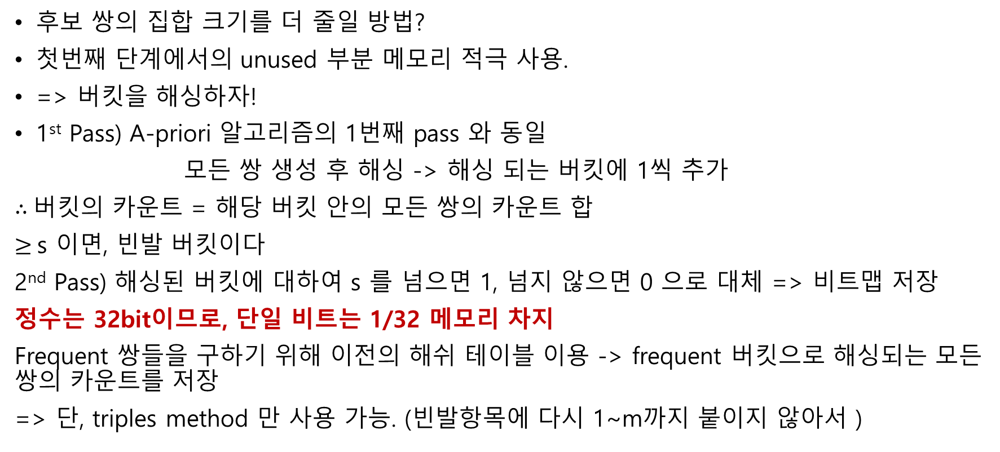 • 후보 쌍의 집합 크기를 더 줄일 방법?
• 첫번째 단계에서의 unused 부분 메모리 적극 사용.
• => 버킷을 해싱하자!
• 1st Pass) A-priori 알고리즘의 1번째 pass 와 동일
모든 쌍 생성 후 해싱 -> 해싱 되는 버킷에 1씩 추가
∴ 버킷의 카운트 = 해당 버킷 안의 모든 쌍의 카운트 합
≥ s 이면, 빈발 버킷이다
2nd Pass) 해싱된 버킷에 대하여 s 를 넘으면 1, 넘지 않으면 0 으로 대체 => 비트맵 저장
정수는 32bit이므로, 단일 비트는 1/32 메모리 차지
Frequent 쌍들을 구하기 위해 이전의 해쉬 테이블 이용 -> frequent 버킷으로 해싱되는 모든
쌍의 카운트를 저장
=> 단, triples method 만 사용 가능. (빈발항목에 다시 1~m까지 붙이지 않아서 )